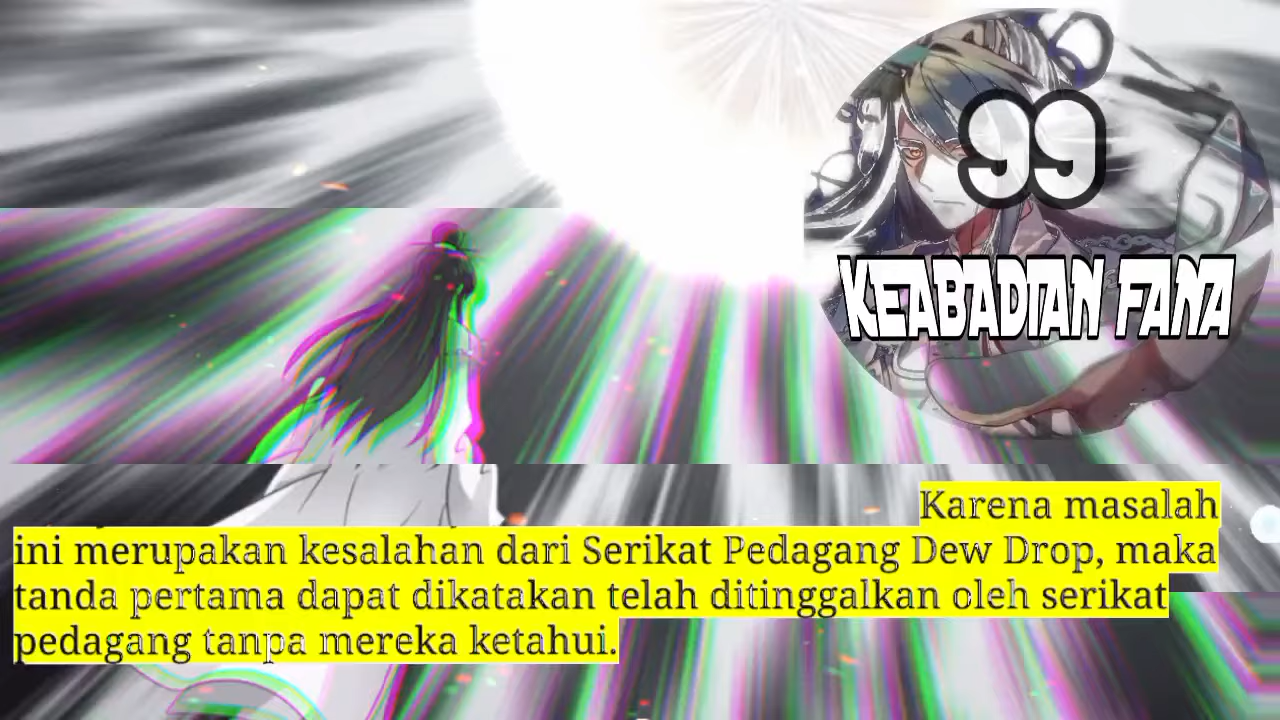 99
KEABADIAN FANA
Karena masalah
ini merupakan kesalahan dari Serikat Pedagang Dew Drop, maka
tanda pertama dapat dikatakan telah ditinggalkan oleh serikat
pedagang tanpa mereka ketahui.